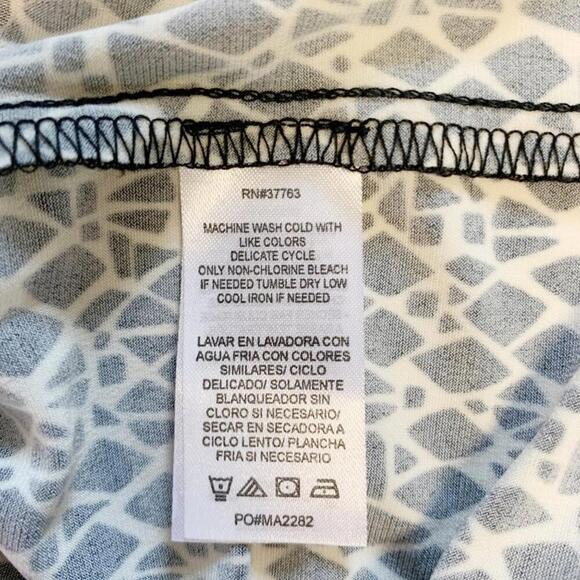 RN#37763
MACHINE WASH COLD WITH
LIKE COLORS
DELICATE CYCLE
ONLY NON-CHLORINE BLEACH
IF NEEDED TUMBLE DRY LOW
COOL IRON IF NEEDED
LAVAR EN LAVADORA CON
AGUA FRIA CON COLORES
SIMILARES/ CICLO
DELICADO/ SOLAMENTE
BLANQUEADOR SIN
CLORO SI NECESARIO/
SECAR EN SECADORA A
CICLO LENTO/ PLANCHA
FRIA SI NECESARIO
PO#MA2282